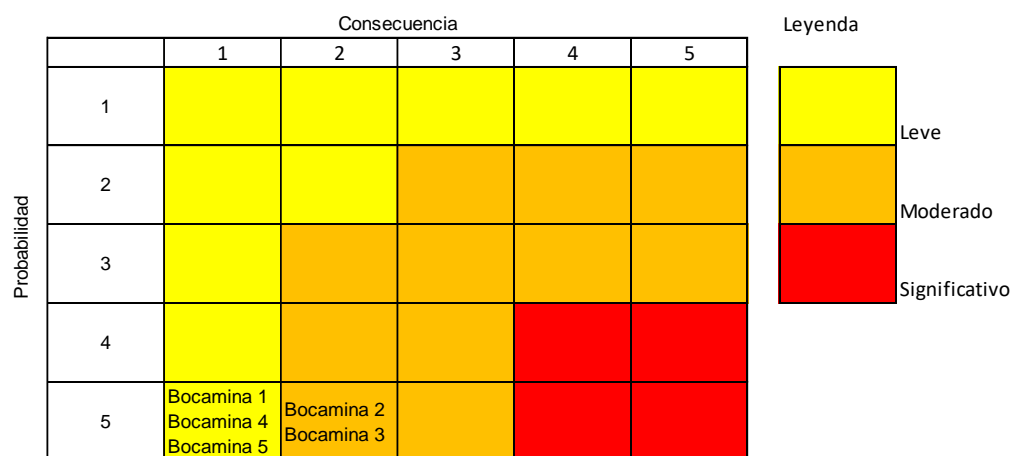 Consecuencia
Leyenda
1 2 3 4 5
1
Leve
2
Moderado
Probabilidad
3
Significativo
4
5
Bocamina 1
Bocamina 4
Bocamina 5
Bocamina 2
Bocamina 3